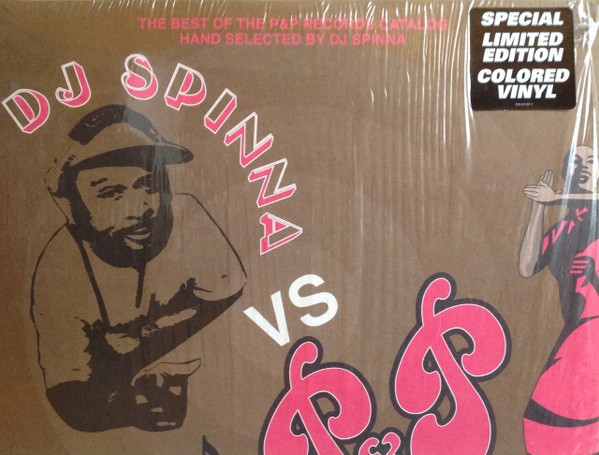 THE BEST OF THE P&P RECORDS CATALOG
HAND SELECTED BY DJ SPINNA
SPECIAL
LIMITED
EDITION
COLORED
VINYL
DJ SPINNA
VS
P&P